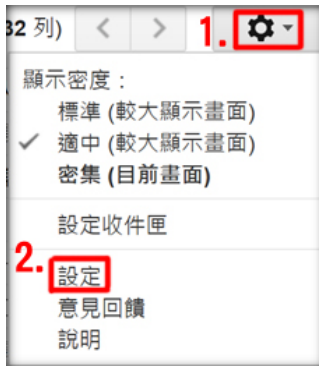 32 列) < > 1.
顯示密度：
標準 (較大顯示畫面)
✓ 適中 (較大顯示畫面)
密集 (目前畫面)
設定收件匣
2.
設定
意見回饋
說明